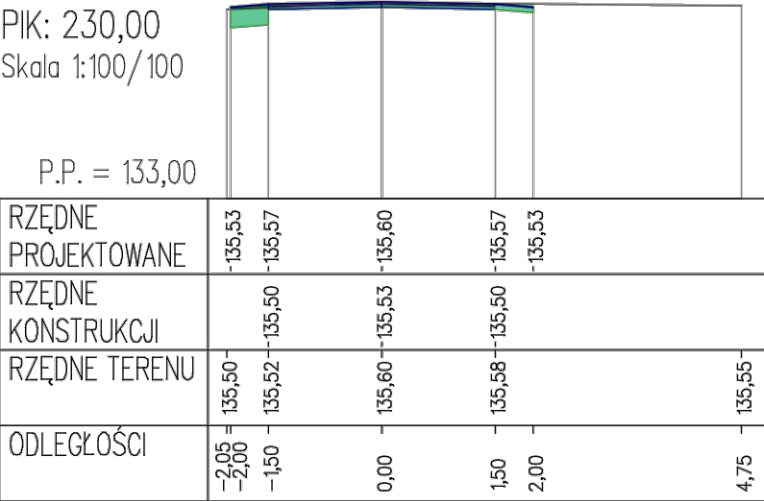 PIK: 230,00
Skala 1:100/100
P.P. = 133,00
RZĘDNE
PROJEKTOWANE
135,53 135,57 135,60 135,57 135,53
RZĘDNE
KONSTRUKCJI
135,50 135,53 135,50
RZĘDNE TERENU
135,50 135,52 135,60 135,58 135,55
ODLEGŁOŚCI
-2,05 -2,00 -1,50 0,00 1,50 2,00 4,75